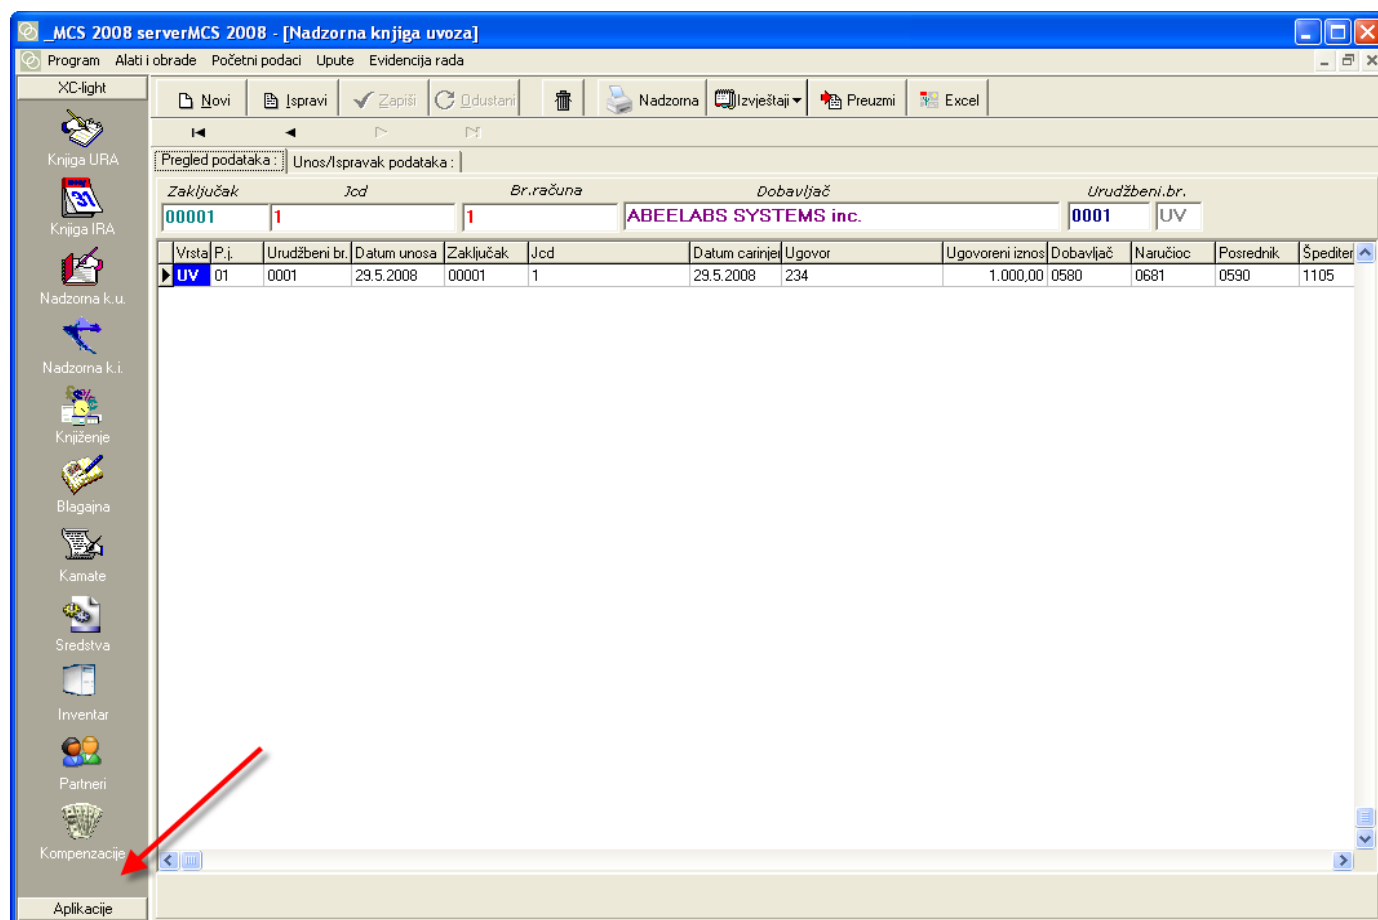 _MCS 2008 serverMCS 2008 - [Nadzorna knjiga uvoza]
Program Alati i obrade Početni podaci Upute Evidencija rada
XC-light
Novi Ispravi Zapiši Odustani Nadzorna Izvještaji Preuzmi Excel
Knjiga URA
Knjiga IRA
Nadzorna k.u.
Nadzorna k.i.
Knjiženje
Blagajna
Kamate
Sredstva
Inventar
Partneri
Kompenzacije
Aplikacije
Pregled podataka : Unos/Ispravak podataka :
Zaključak Jcd Br.računa Dobavljač Urudžbeni.br.
00001 1 1 ABEELABS SYSTEMS inc. 0001 UV
Vrsta P.j. Urudžbeni br. Datum unosa Zaključak Jcd Datum carinjei Ugovor Ugovoreni iznos Dobavljač Naručioc Posrednik Špediter
UV 01 0001 29.5.2008 00001 1 29.5.2008 234 1.000,00 0580 0681 0590 1105